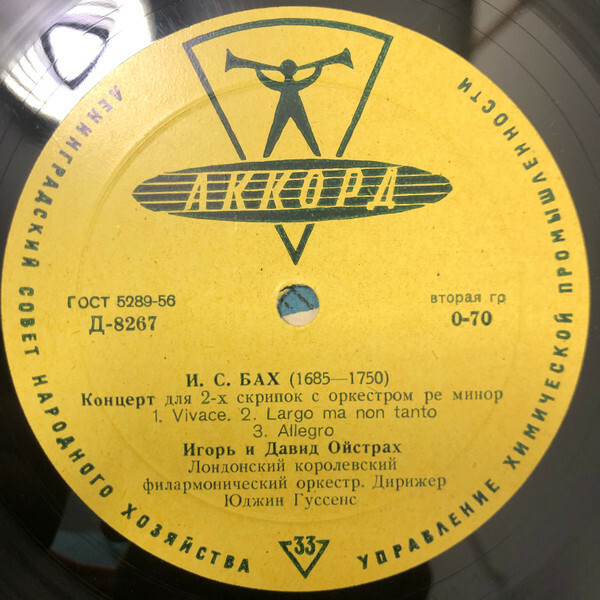 ЛЕНИНГРАДСКИЙ СОВЕТ НАРОДНОГО ХОЗЯЙСТВА
УПРАВЛЕНИЕ ХИМИЧЕСКОЙ ПРОМЫШЛЕННОСТИ
АККОРД
ГОСТ 5289-56
Д-8267
вторая гр
0-70
И. С. БАХ (1685—1750)
Концерт для 2-х скрипок с оркестром ре минор
1. Vivace. 2. Largo ma non tanto
3. Allegro
Игорь и Давид Ойстрах
Лондонский королевский
филармонический оркестр. Дирижер
Юджин Гуссенс
33